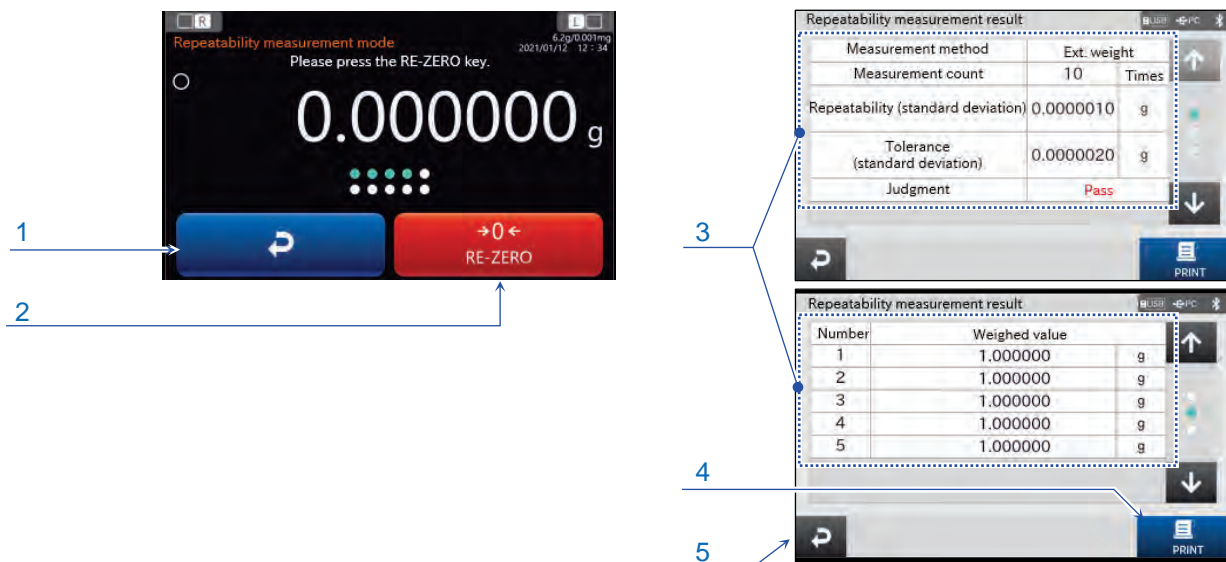 R
L
Repeatability measurement mode
6.2g/0.001mg
2021/01/12 12:34
Please press the RE-ZERO key.
0.000000 g
→0←
RE-ZERO
1
2
3
4
5
Repeatability measurement result
USB PC
Measurement method Ext. weight
Measurement count 10 Times
Repeatability (standard deviation) 0.0000010 g
Tolerance
(standard deviation) 0.0000020 g
Judgment Pass
PRINT
Repeatability measurement result
USB PC
Number Weighed value
1 1.000000 g
2 1.000000 g
3 1.000000 g
4 1.000000 g
5 1.000000 g
PRINT